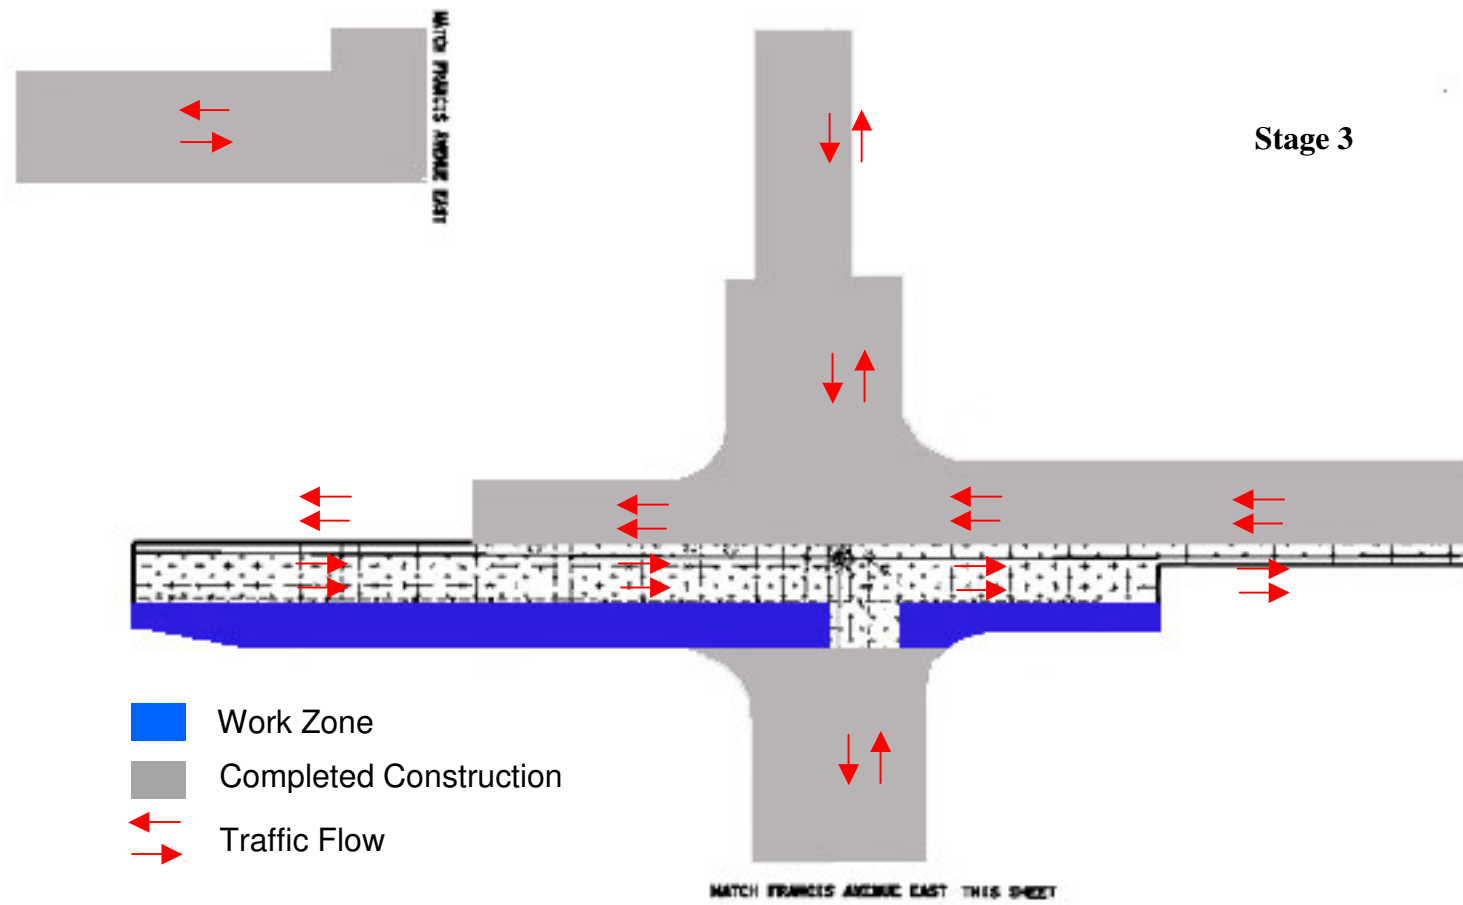 MATCH FRANCIS AVENUE EAST
Stage 3
Work Zone
Completed Construction
Traffic Flow
MATCH FRANCIS AVENUE EAST THIS SHEET